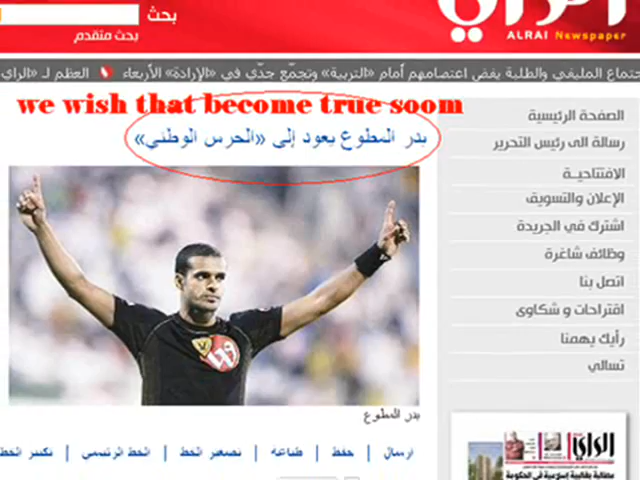 الراي
ALRAI Newspaper
بحث
بحث متقدم
تماع المليفي والطلبة يفض اعتصامهم أمام «التربية» وتجمّع جدّي في «الإرادة» الأربعاء العظم لـ «الراي
we wish that become true soom
بدر المطوع يعود إلى «الحرس الوطني»
بدر المطوع
ارسال | حفظ | طباعة | تصغير الخط | الخط الرئيسي | تكبير الخط
الصفحة الرئيسية
رسالة الى رئيس التحرير
الافتتاحية
الإعلان والتسويق
اشترك في الجريدة
وظائف شاغرة
اتصل بنا
اقتراحات و شكاوى
رأيك يهمنا
تسالي
الراي